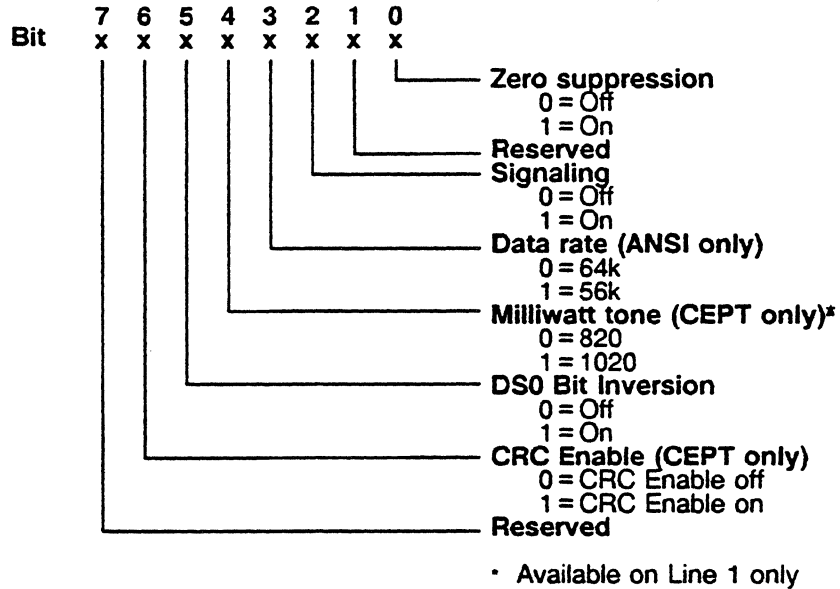 7 6 5 4 3 2 1 0
Bit x x x x x x x x
Zero suppression
0 = Off
1 = On
Reserved
Signaling
0 = Off
1 = On
Data rate (ANSI only)
0 = 64k
1 = 56k
Milliwatt tone (CEPT only)*
0 = 820
1 = 1020
DS0 Bit Inversion
0 = Off
1 = On
CRC Enable (CEPT only)
0 = CRC Enable off
1 = CRC Enable on
Reserved
* Available on Line 1 only